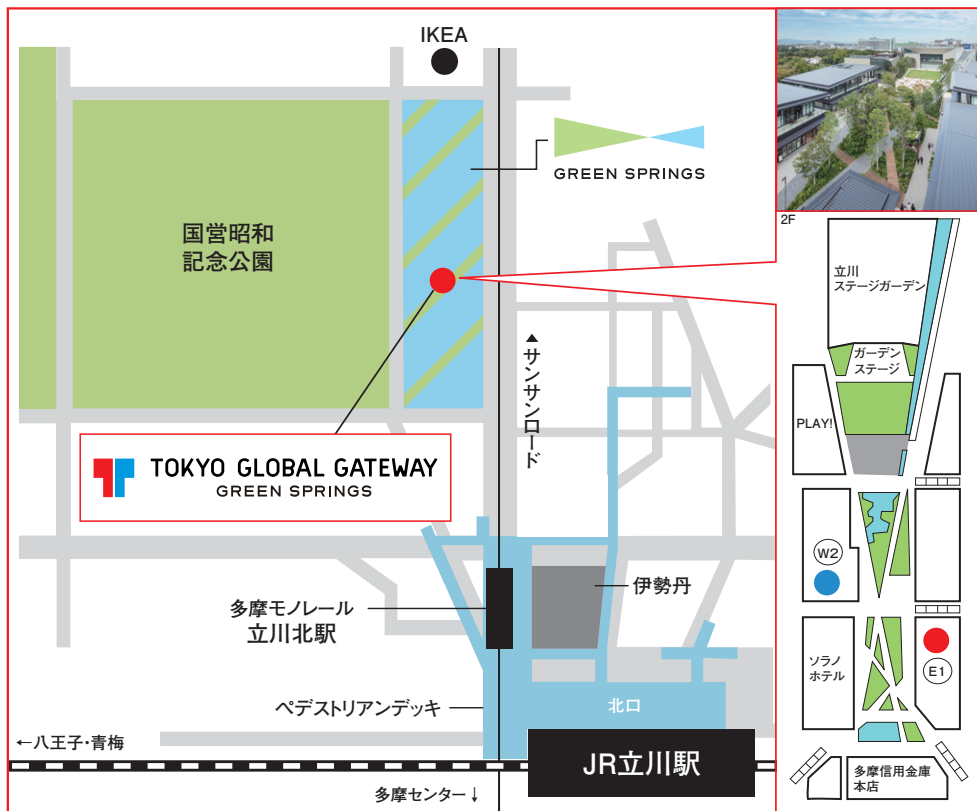 IKEA
GREEN SPRINGS
国営昭和
記念公園
▲サンサンロード
TOKYO GLOBAL GATEWAY
GREEN SPRINGS
多摩モノレール
立川北駅
伊勢丹
ペデストリアンデッキ
北口
←八王子・青梅
JR立川駅
多摩センター↓
2F
立川
ステージガーデン
ガーデン
ステージ
PLAY!
W2
ソラノ
ホテル
E1
多摩信用金庫
本店